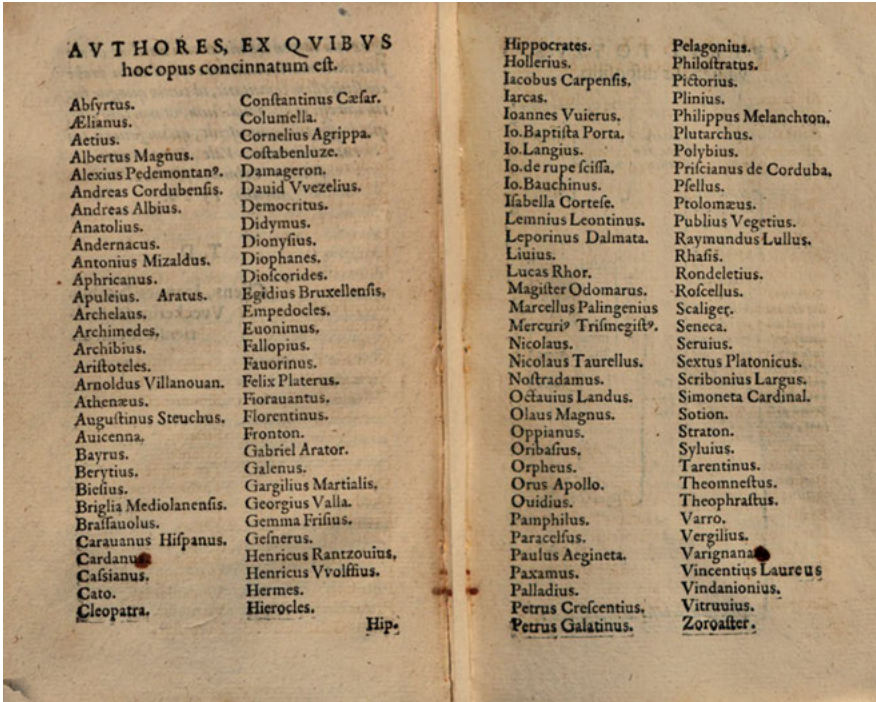 AVTHORES, EX QVIBVS
hoc opus concinnatum eſt.
Abſyrtus.
Ælianus.
Aetius.
Albertus Magnus.
Alexius Pedemontanꝰ.
Andreas Cordubenſis.
Andreas Albius.
Anatolius.
Andernacus.
Antonius Mizaldus.
Aphricanus.
Apuleius. Aratus.
Archelaus.
Archimedes.
Archibius.
Ariſtoteles.
Arnoldus Villanouan.
Athenæus.
Auguſtinus Steuchus.
Auicenna.
Bayrus.
Berytius.
Bieſius.
Briglia Mediolanenſis.
Braſſauolus.
Carauanus Hiſpanus.
Cardanu
Caſsianus.
Cato.
Cleopatra.
Conſtantinus Cæſar.
Columella.
Cornelius Agrippa.
Coſtabenluze.
Damageron.
Dauid Vvezelius.
Democritus.
Didymus.
Dionyſius.
Diophanes.
Dioſcorides.
Egidius Bruxellenſis.
Empedocles.
Euonimus.
Fallopius.
Fauorinus.
Felix Platerus.
Fiorauantus.
Florentinus.
Fronton.
Gabriel Arator.
Galenus.
Gargilius Martialis.
Georgius Valla.
Gemma Friſius.
Geſnerus.
Henricus Rantzouius.
Henricus Vvolffius.
Hermes.
Hierocles.
Hip.
Hippocrates.
Hollerius.
Iacobus Carpenſis.
Iarcas.
Ioannes Vuierus.
Io.Baptiſta Porta.
Io.Langius.
Io.de rupe ſciſſa.
Io.Bauchinus.
Iſabella Corteſe.
Lemnius Leontinus.
Leporinus Dalmata.
Liuius.
Lucas Rhor.
Magiſter Odomarus.
Marcellus Palingenius
Mercuriꝰ Triſmegiſtꝰ.
Nicolaus.
Nicolaus Taurellus.
Noſtradamus.
Octauius Landus.
Olaus Magnus.
Oppianus.
Oribaſius.
Orpheus.
Orus Apollo.
Ouidius.
Pamphilus.
Paracelſus.
Paulus Aegineta.
Paxamus.
Palladius.
Petrus Creſcentius.
Petrus Galatinus.
Pelagonius.
Philoſtratus.
Pictorius.
Plinius.
Philippus Melanchton.
Plutarchus.
Polybius.
Priſcianus de Corduba.
Pſellus.
Ptolomæus.
Publius Vegetius.
Raymundus Lullus.
Rhaſis.
Rondeletius.
Roſcellus.
Scaliger.
Seneca.
Seruius.
Sextus Platonicus.
Scribonius Largus.
Simoneta Cardinal.
Sotion.
Straton.
Syluius.
Tarentinus.
Theomneſtus.
Theophraſtus.
Varro.
Vergilius.
Varignana
Vincentius Laureus
Vindanionius.
Vitruuius.
Zoroaſter.